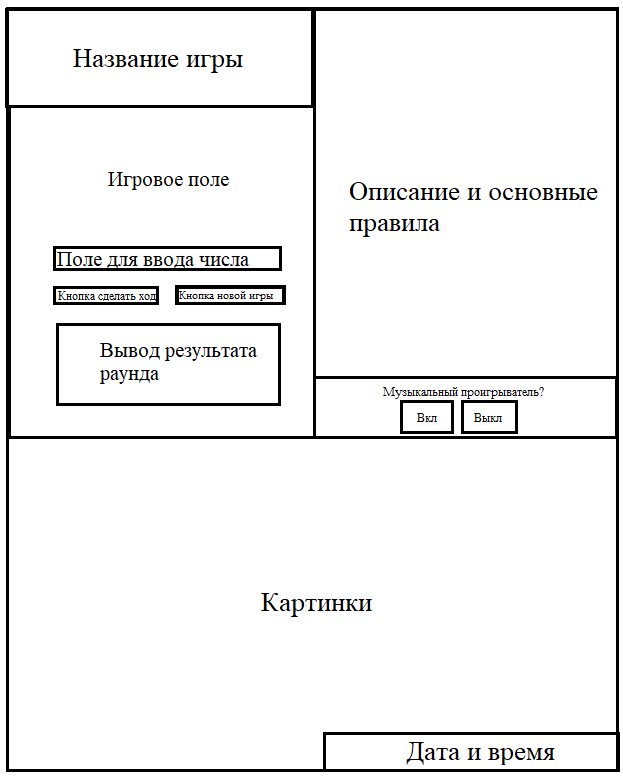 Название игры
Игровое поле
Поле для ввода числа
Кнопка сделать ход
Кнопка новой игры
Вывод результата
раунда
Описание и основные
правила
Музыкальный проигрыватель?
Вкл
Выкл
Картинки
Дата и время